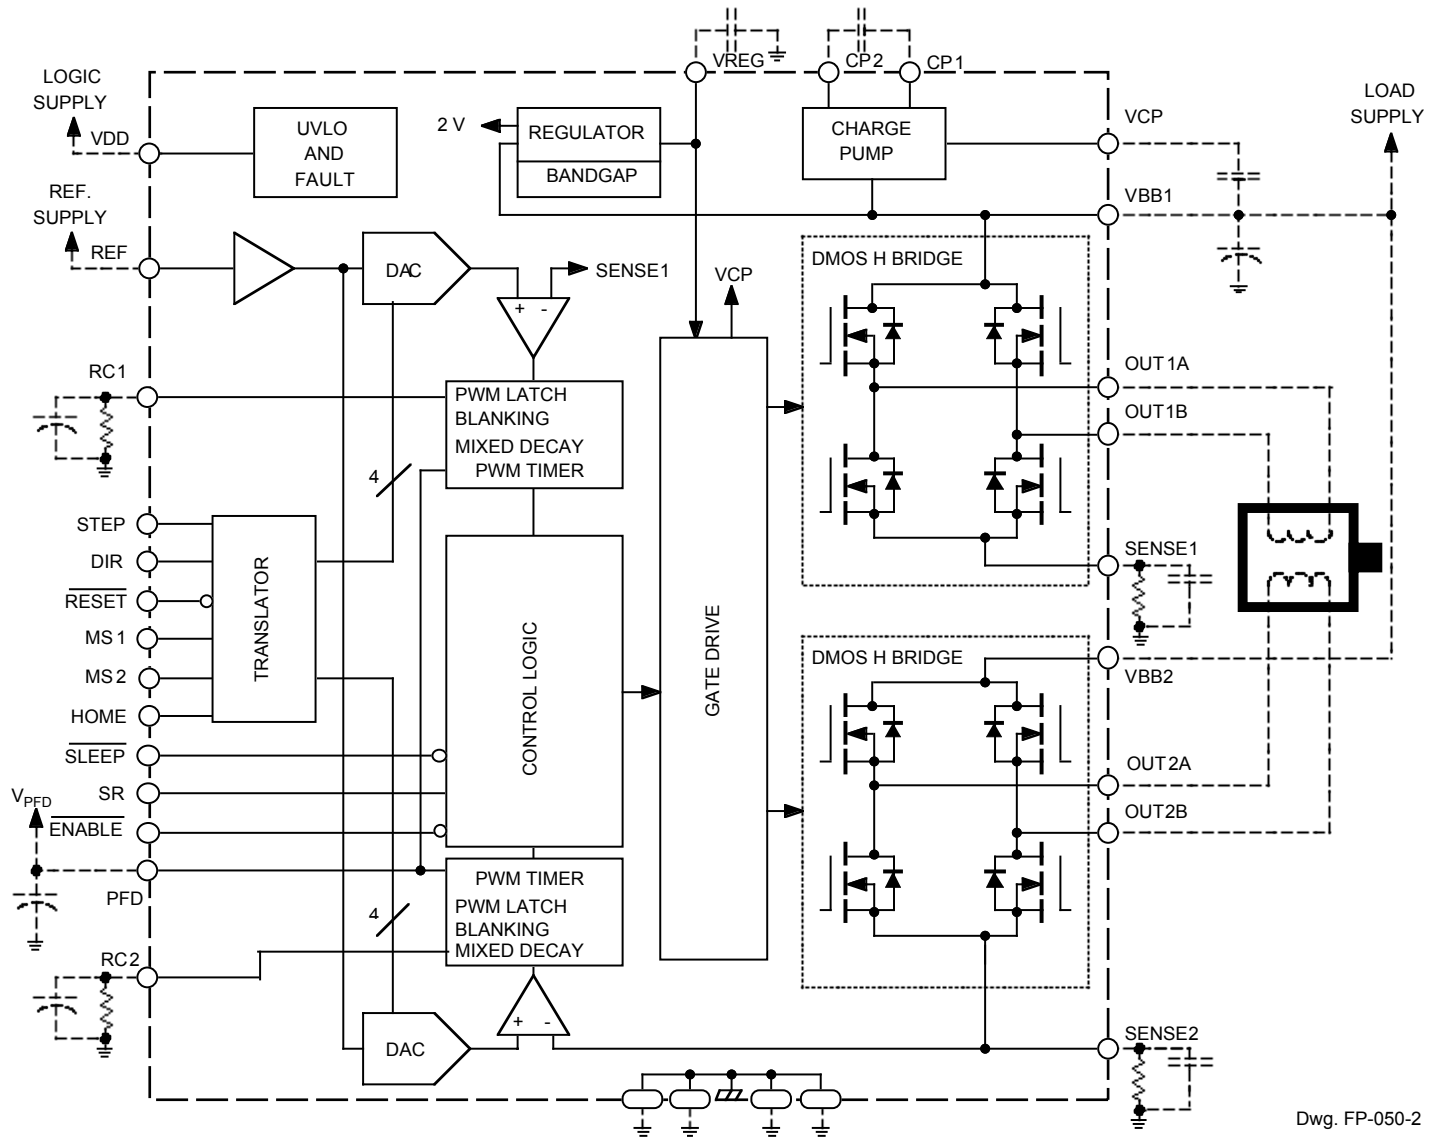 VREG
CP2
CP1
LOGIC
SUPPLY
VDD
UVLO
AND
FAULT
2 V
REGULATOR
BANDGAP
CHARGE
PUMP
VCP
LOAD
SUPPLY
REF.
SUPPLY
REF
VBB1
DAC
+ -
SENSE1
VCP
DMOS H BRIDGE
RC1
PWM LATCH
BLANKING
MIXED DECAY
PWM TIMER
4
OUT1A
OUT1B
STEP
DIR
RESET
MS1
MS2
HOME
SLEEP
SR
ENABLE
TRANSLATOR
CONTROL LOGIC
GATE DRIVE
SENSE1
DMOS H BRIDGE
VBB2
OUT2A
OUT2B
VPFD
PFD
PWM TIMER
PWM LATCH
BLANKING
MIXED DECAY
4
RC2
DAC
+ -
SENSE2
Dwg. FP-050-2